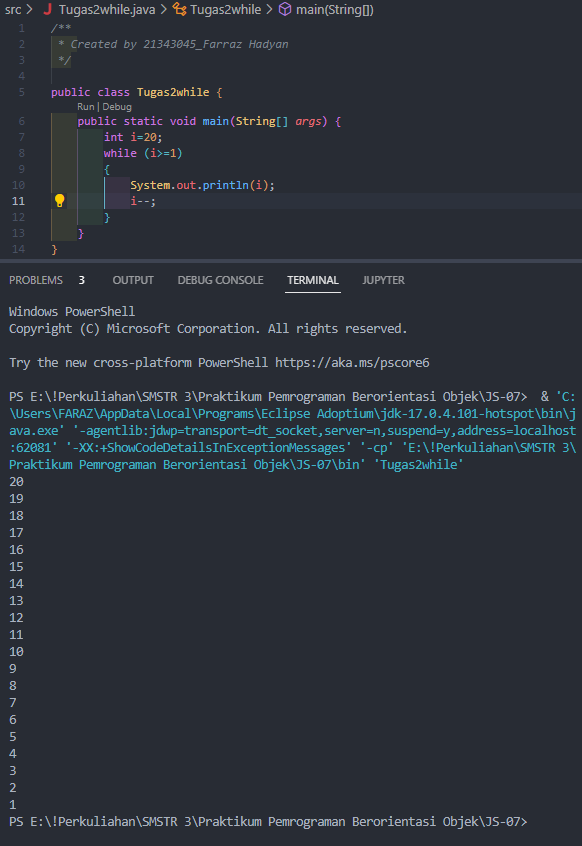 src > J Tugas2while.java > Tugas2while > main(String[])
1 /**
2 * Created by 21343045_Farraz Hadyan
3 */
4
5 public class Tugas2while {
Run | Debug
6 public static void main(String[] args) {
7 int i=20;
8 while (i>=1)
9 {
10 System.out.println(i);
11 i--;
12 }
13 }
14 }
PROBLEMS 3 OUTPUT DEBUG CONSOLE TERMINAL JUPYTER
Windows PowerShell
Copyright (C) Microsoft Corporation. All rights reserved.
Try the new cross-platform PowerShell https://aka.ms/pscore6
PS E:\!Perkuliahan\SMSTR 3\Praktikum Pemrograman Berorientasi Objek\JS-07> & 'C:
\Users\FARAZ\AppData\Local\Programs\Eclipse Adoptium\jdk-17.0.4.101-hotspot\bin\j
ava.exe' '-agentlib:jdwp=transport=dt_socket,server=n,suspend=y,address=localhost
:62081' '-XX:+ShowCodeDetailsInExceptionMessages' '-cp' 'E:\!Perkuliahan\SMSTR 3\
Praktikum Pemrograman Berorientasi Objek\JS-07\bin' 'Tugas2while'
20
19
18
17
16
15
14
13
12
11
10
9
8
7
6
5
4
3
2
1
PS E:\!Perkuliahan\SMSTR 3\Praktikum Pemrograman Berorientasi Objek\JS-07>